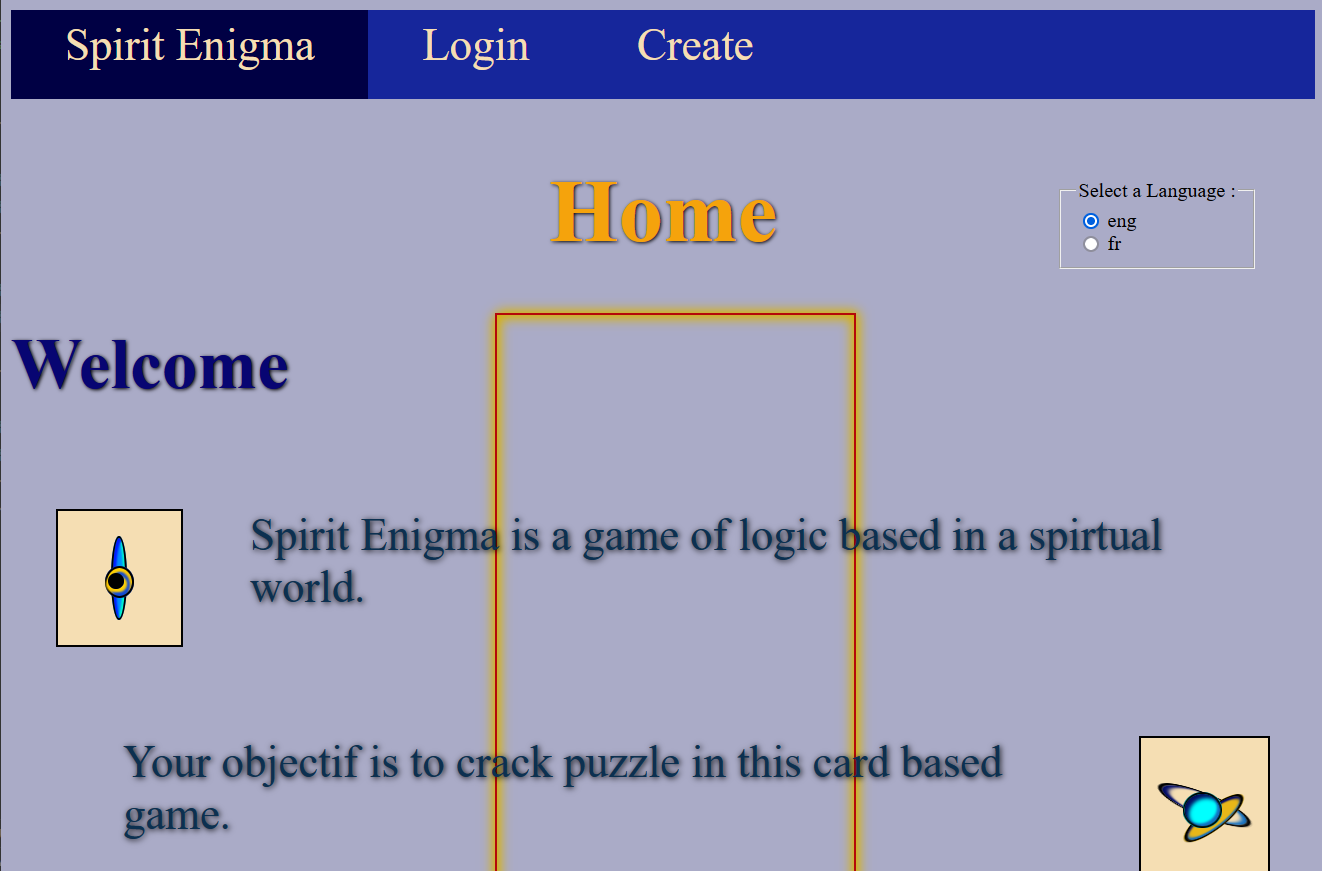 Spirit Enigma Login Create
Home
Select a Language :
eng
fr
Welcome
Spirit Enigma is a game of logic based in a spirtual
world.
Your objectif is to crack puzzle in this card based
game.